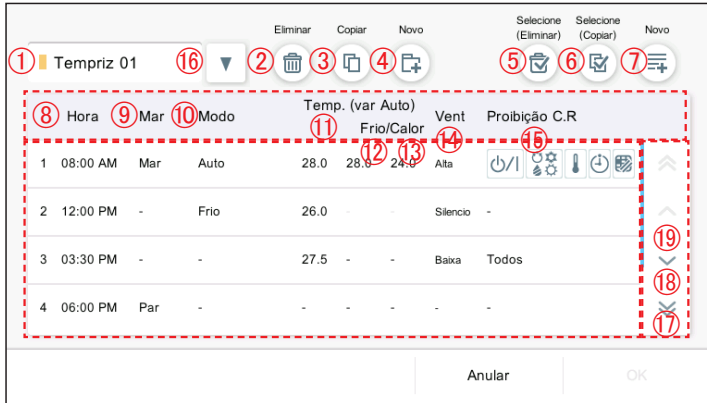 Eliminar Copiar Novo Selecione (Eliminar) Selecione (Copiar) Novo
① Tempriz 01 ⑯ ▼ ② ③ ④ ⑤ ⑥ ⑦
⑧ Hora ⑨ Mar ⑩ Modo Temp. (var Auto) Vent Proibição C.R
⑪ Frio/Calor ⑭ ⑮
⑫ ⑬
1 08:00 AM Mar Auto 28.0 28.0 24.0 Alta
2 12:00 PM - Frio 26.0 - - Silencio -
⑲
3 03:30 PM - - 27.5 - - Baixa Todos
⑱
4 06:00 PM Par - - - - - -
⑰
Anular OK